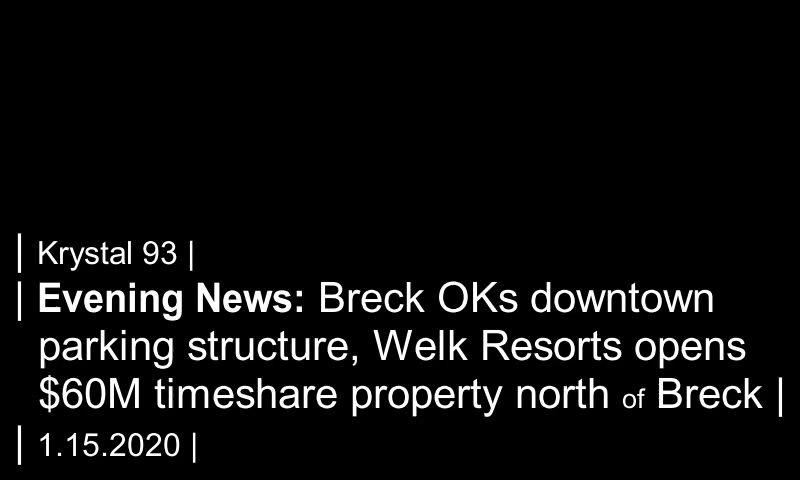 | Krystal 93 |
| Evening News: Breck OKs downtown
parking structure, Welk Resorts opens
$60M timeshare property north of Breck |
| 1.15.2020 |